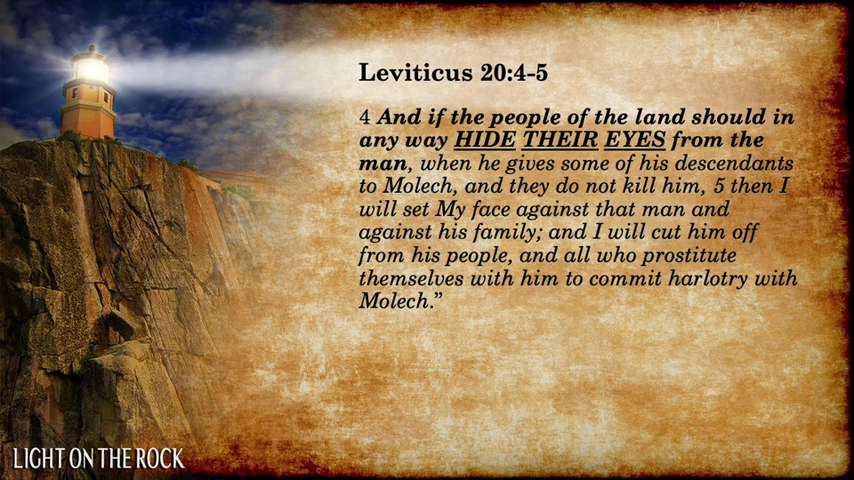 Leviticus 20:4-5
4 And if the people of the land should in
any way HIDE THEIR EYES from the
man, when he gives some of his descendants
to Molech, and they do not kill him, 5 then I
will set My face against that man and
against his family; and I will cut him off
from his people, and all who prostitute
themselves with him to commit harlotry with
Molech.”
LIGHT ON THE ROCK